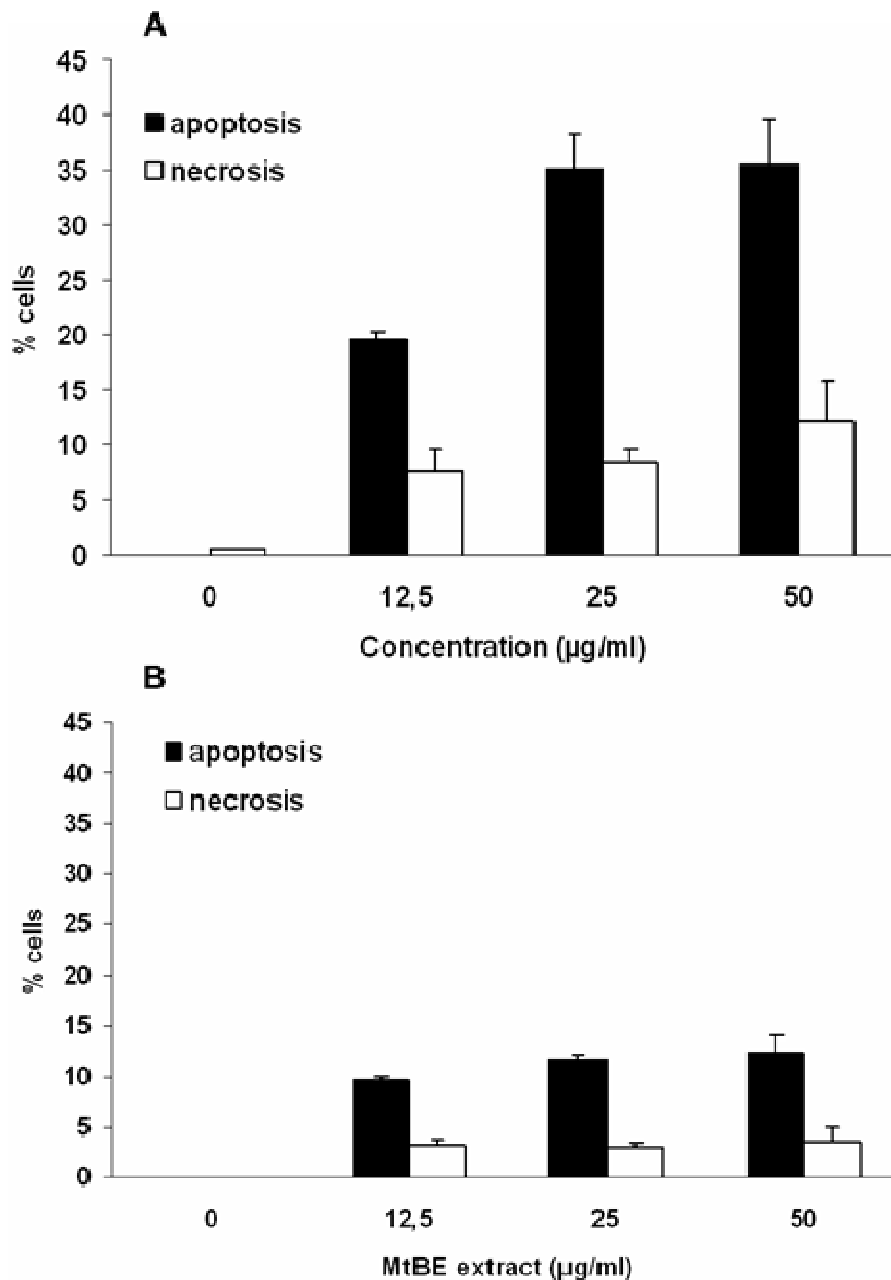 A
45
40
35
30
25
20
15
10
5
0
% cells
apoptosis
necrosis
0 12,5 25 50
Concentration (µg/ml)
B
45
40
35
30
25
20
15
10
5
0
% cells
apoptosis
necrosis
0 12,5 25 50
MtBE extract (µg/ml)